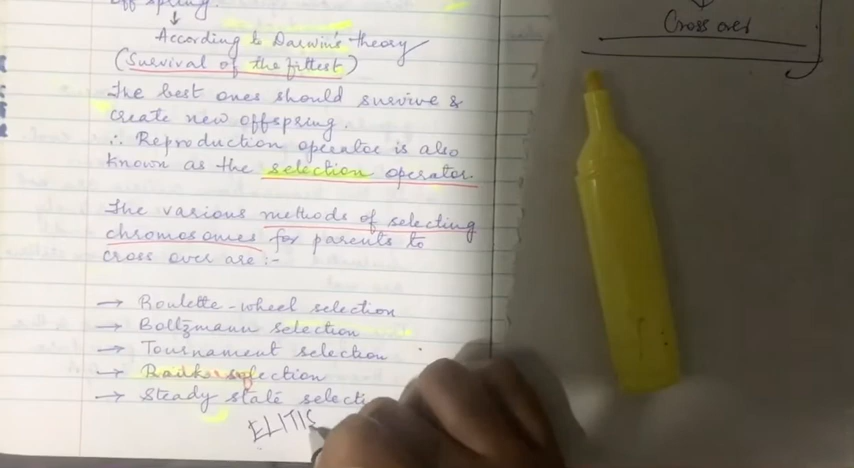 offspring.
According to Darwin's theory
(Survival of the fittest)
The best ones should survive &
create new offspring.
∴ Reproduction operator is also
known as the selection operator.
The various methods of selecting
chromosomes for parents to
cross over are :-
→ Roulette-wheel selection
→ Boltzmann selection
→ Tournament selection
→ Rank selection
→ Steady state selecti
ELITIS
Cross over